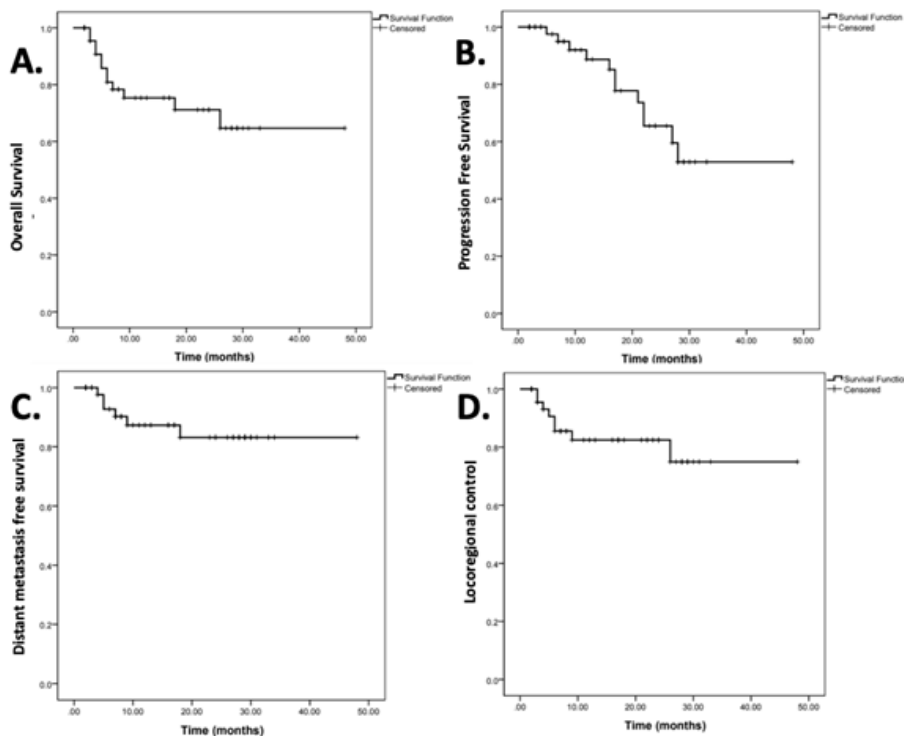 A.
Overall Survival
1.0
0.8
0.6
0.4
0.2
0.0
.00 10.00 20.00 30.00 40.00 50.00
Time (months)
Survival Function
Censored
B.
Progression Free Survival
1.0
0.8
0.6
0.4
0.2
0.0
.00 10.00 20.00 30.00 40.00 50.00
Time (months)
Survival Function
Censored
C.
Distant metastasis free survival
1.0
0.8
0.6
0.4
0.2
0.0
.00 10.00 20.00 30.00 40.00 50.00
Time (months)
Survival Function
Censored
D.
Locoregional control
1.0
0.8
0.6
0.4
0.2
0.0
.00 10.00 20.00 30.00 40.00 50.00
Time (months)
Survival Function
Censored